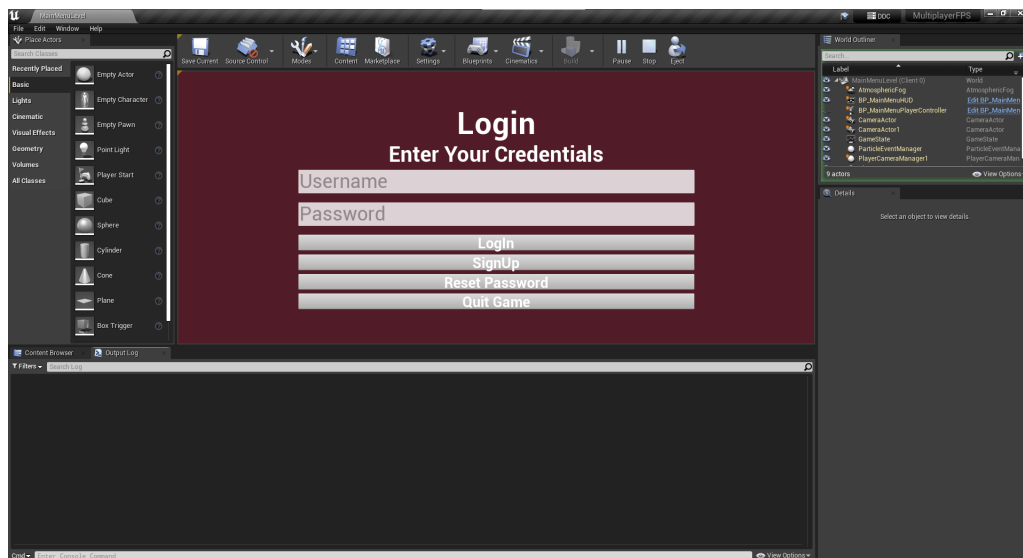 MainMenuLevel
DDC
MultiplayerFPS
File Edit Window Help
Place Actors
Search Classes
Recently Placed
Basic
Lights
Cinematic
Visual Effects
Geometry
Volumes
All Classes
Empty Actor
Empty Character
Empty Pawn
Point Light
Player Start
Cube
Sphere
Cylinder
Cone
Plane
Box Trigger
Save Current Source Control Modes Content Marketplace Settings Blueprints Cinematics Build Pause Stop Eject
Login
Enter Your Credentials
Username
Password
LogIn
SignUp
Reset Password
Quit Game
World Outliner
Search...
Label Type
MainMenuLevel (Client 0) World
AtmosphericFog AtmosphericFog
BP_MainMenuHUD Edit BP_MainMen
BP_MainMenuPlayerController Edit BP_MainMen
CameraActor CameraActor
CameraActor1 CameraActor
GameState GameState
ParticleEventManager ParticleEventMana
PlayerCameraManager1 PlayerCameraMan
9 actors View Options
Details
Select an object to view details.
Content Browser Output Log
Filters Search Log
Cmd Enter Console Command View Options